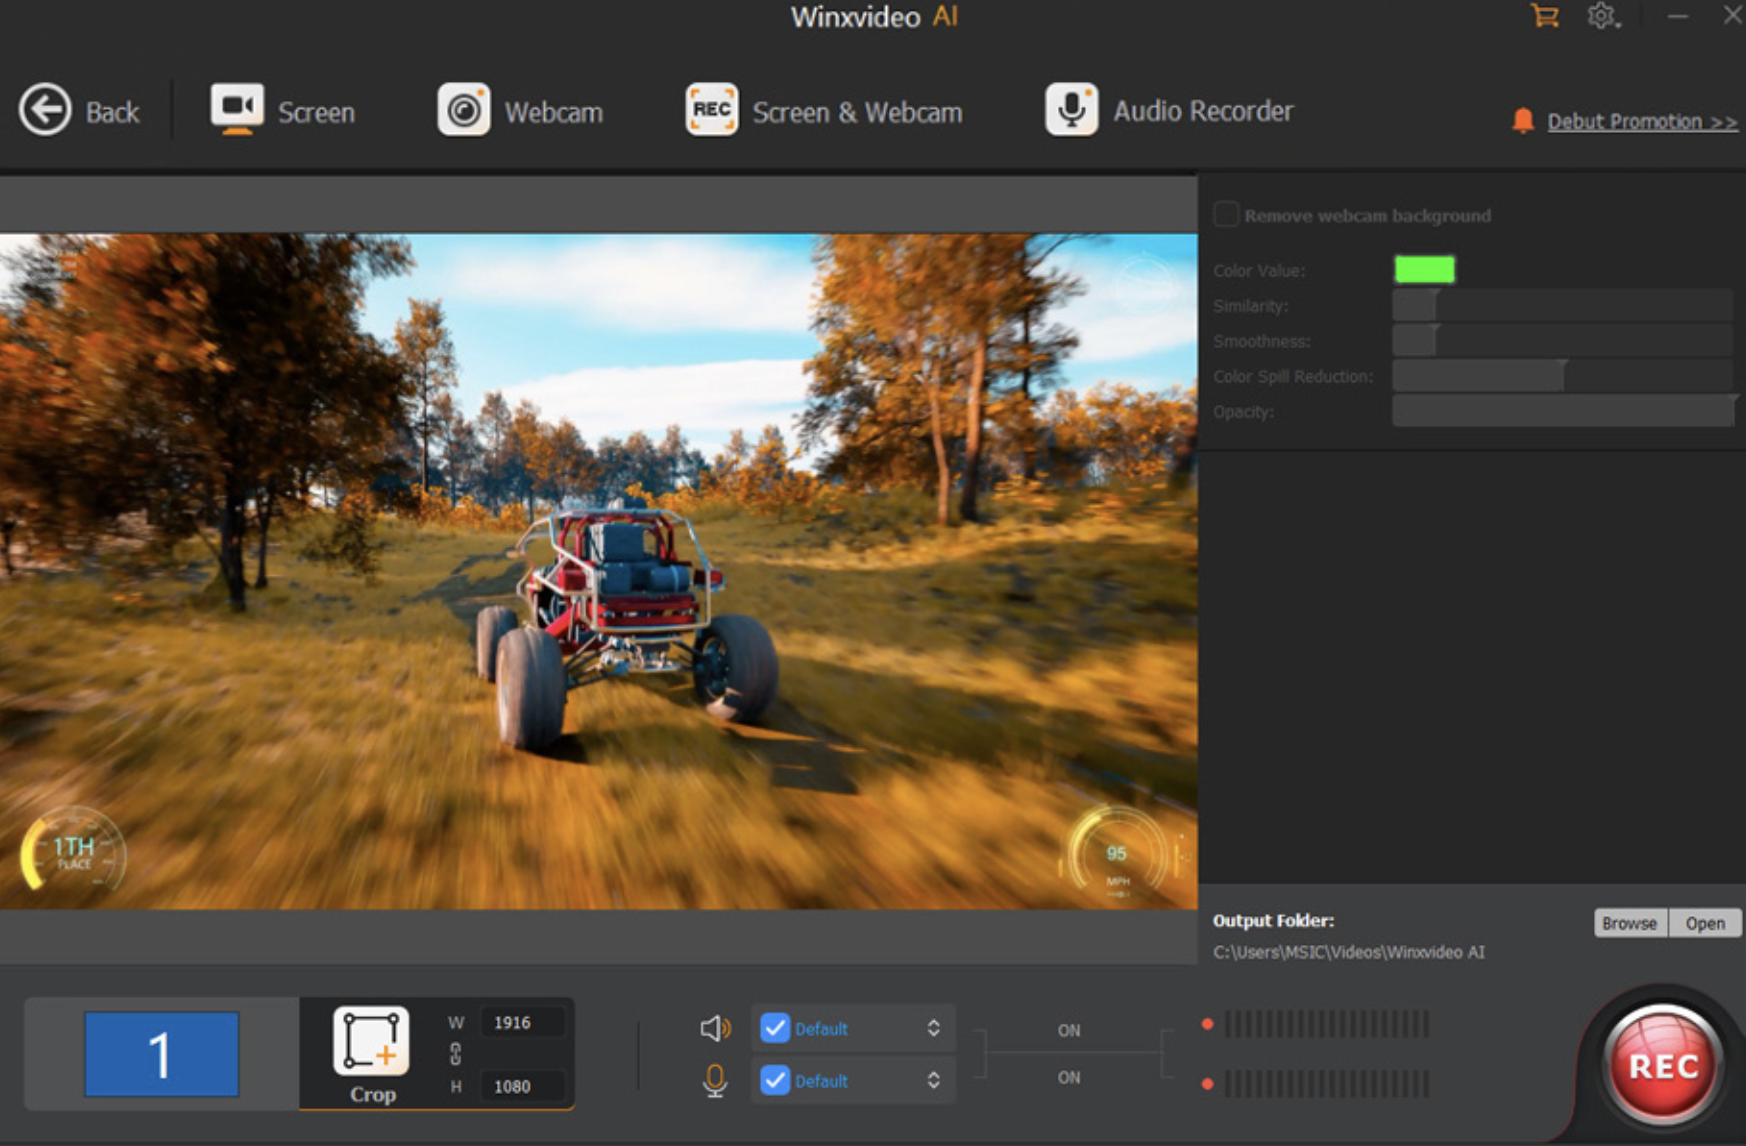 Winxvideo AI
Back
Screen
Webcam
REC
Screen & Webcam
Audio Recorder
Debut Promotion >>
Remove webcam background
Color Value:
Similarity:
Smoothness:
Color Spill Reduction:
Opacity:
1TH
PLACE
95
MPH
Output Folder:
Browse
Open
C:\Users\MSIC\Videos\Winxvideo AI
1
Crop
W 1916
H 1080
Default
Default
ON
ON
REC